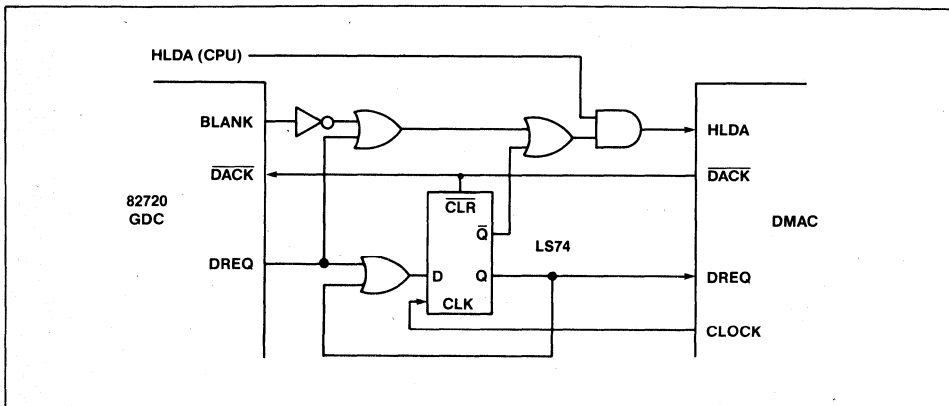 HLDA (CPU)
BLANK
HLDA
DACK
DACK
82720
GDC
CLR
DMAC
Q
LS74
DREQ
D
Q
DREQ
CLK
CLOCK